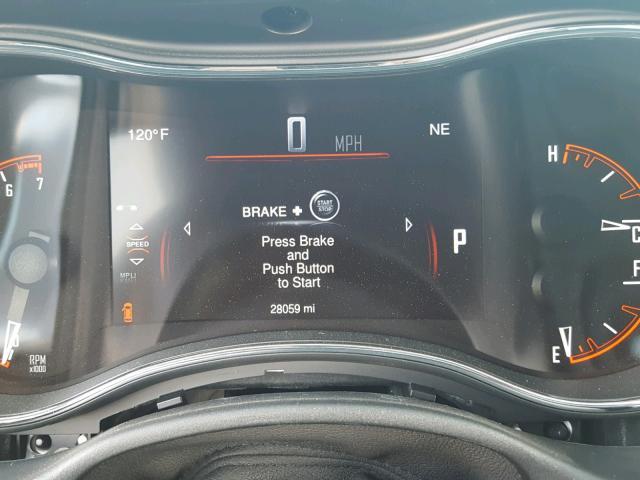 120°F
0 MPH
NE
H
6 7
BRAKE + START STOP
C
SPEED
Press Brake
and
Push Button
to Start
P
F
28059 mi
E
RPM
x1000